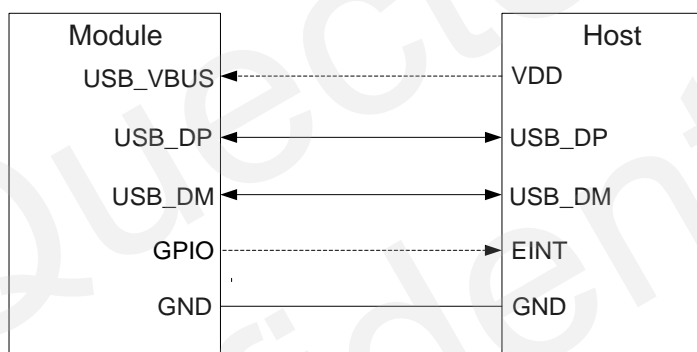 Module Host
USB_VBUS VDD
USB_DP USB_DP
USB_DM USB_DM
GPIO EINT
GND GND